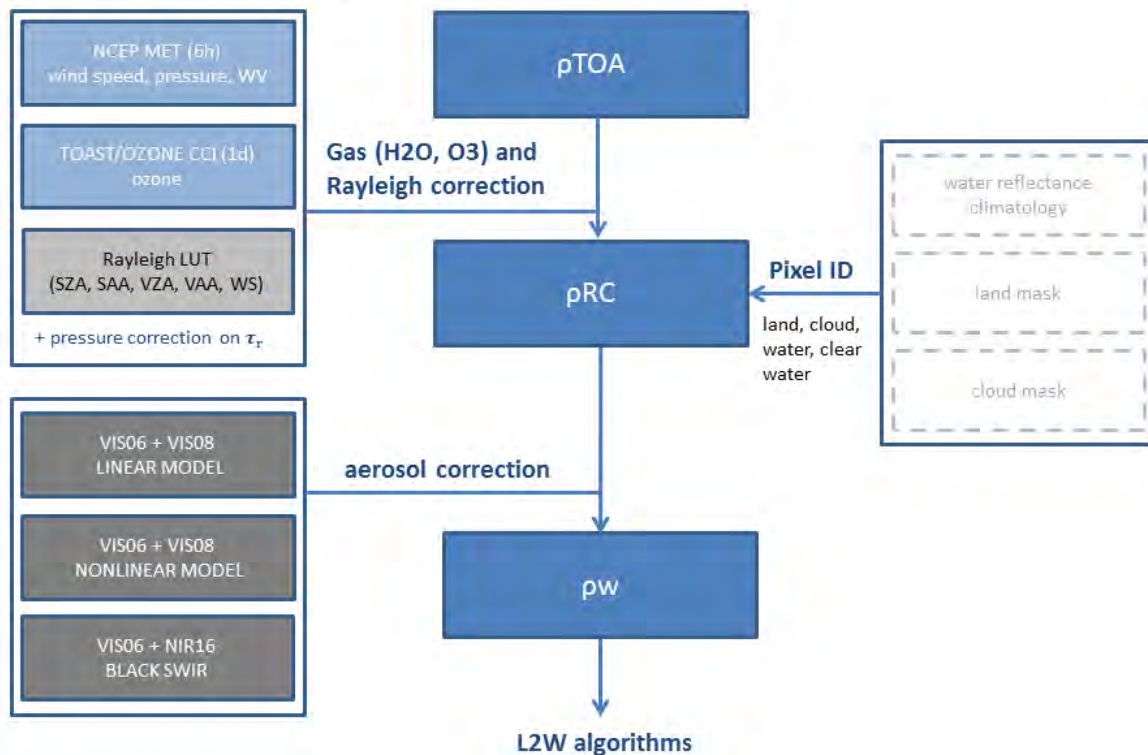 NCEP MET (6h)
wind speed, pressure, WV
TOAST/OZONE CCI (1d)
ozone
Rayleigh LUT
(SZA, SAA, VZA, VAA, WS)
+ pressure correction on τr
ρTOA
Gas (H2O, O3) and
Rayleigh correction
ρRC
Pixel ID
land, cloud,
water, clear
water
water reflectance
climatology
land mask
cloud mask
VIS06 + VIS08
LINEAR MODEL
VIS06 + VIS08
NONLINEAR MODEL
VIS06 + NIR16
BLACK SWIR
aerosol correction
ρw
L2W algorithms